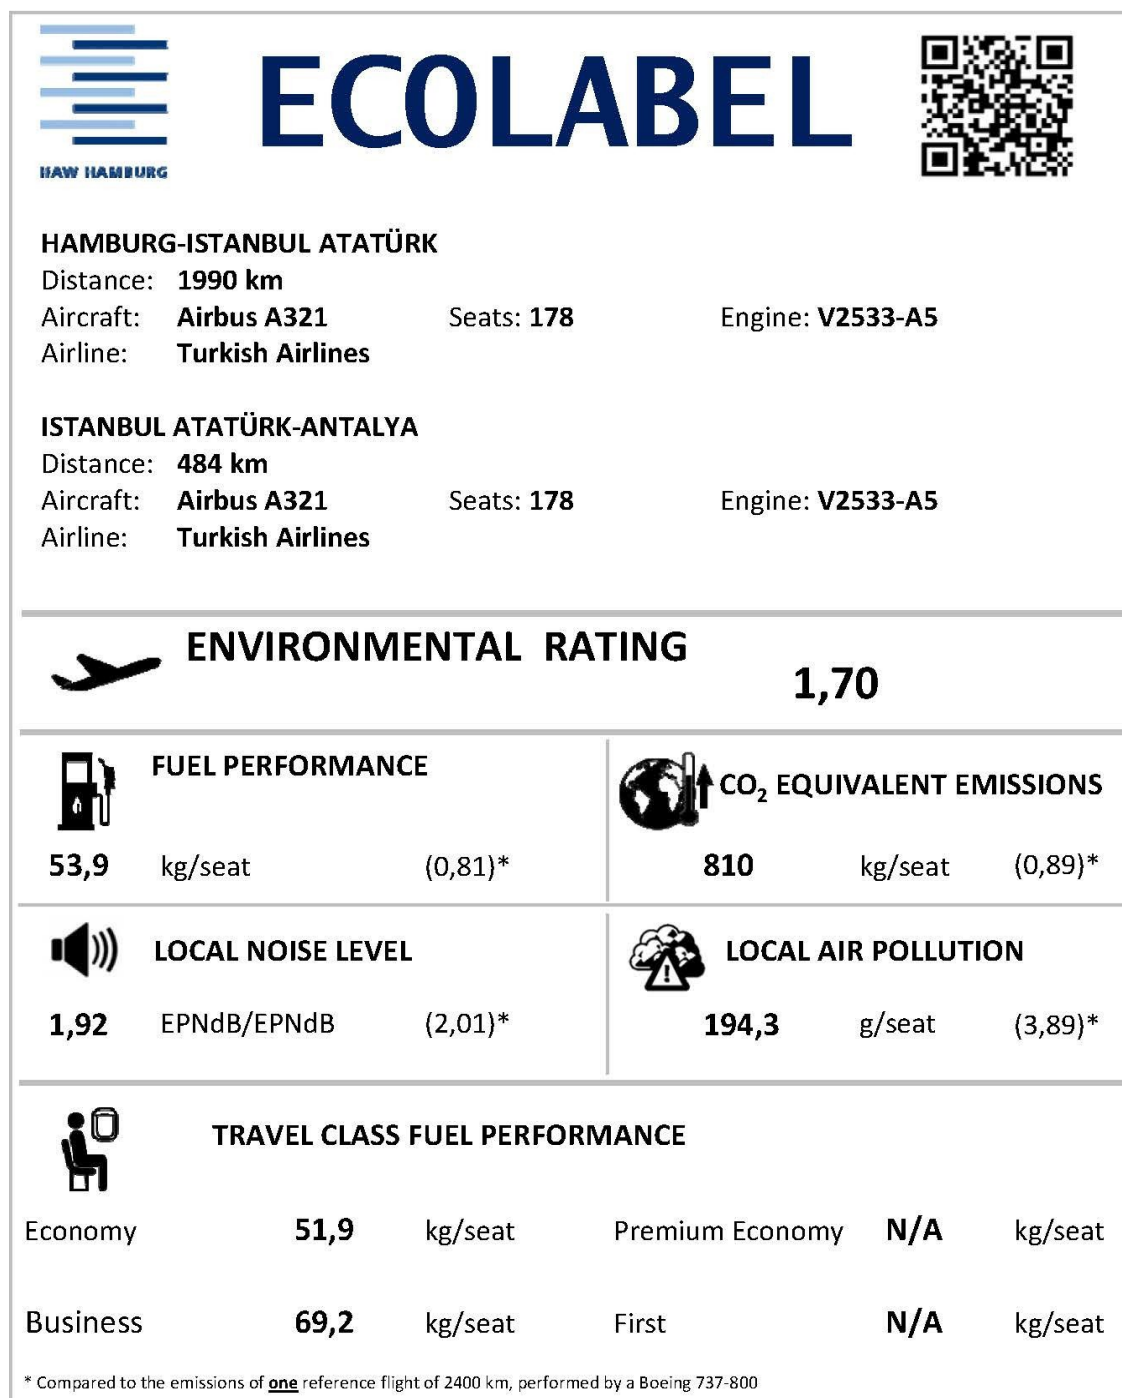 HAW HAMBURG
ECOLABEL
HAMBURG-ISTANBUL ATATÜRK
Distance: 1990 km
Aircraft: Airbus A321 Seats: 178 Engine: V2533-A5
Airline: Turkish Airlines
ISTANBUL ATATÜRK-ANTALYA
Distance: 484 km
Aircraft: Airbus A321 Seats: 178 Engine: V2533-A5
Airline: Turkish Airlines
ENVIRONMENTAL RATING
1,70
FUEL PERFORMANCE
53,9 kg/seat (0,81)*
CO₂ EQUIVALENT EMISSIONS
810 kg/seat (0,89)*
LOCAL NOISE LEVEL
1,92 EPNdB/EPNdB (2,01)*
LOCAL AIR POLLUTION
194,3 g/seat (3,89)*
TRAVEL CLASS FUEL PERFORMANCE
Economy 51,9 kg/seat Premium Economy N/A kg/seat
Business 69,2 kg/seat First N/A kg/seat
* Compared to the emissions of one reference flight of 2400 km, performed by a Boeing 737-800